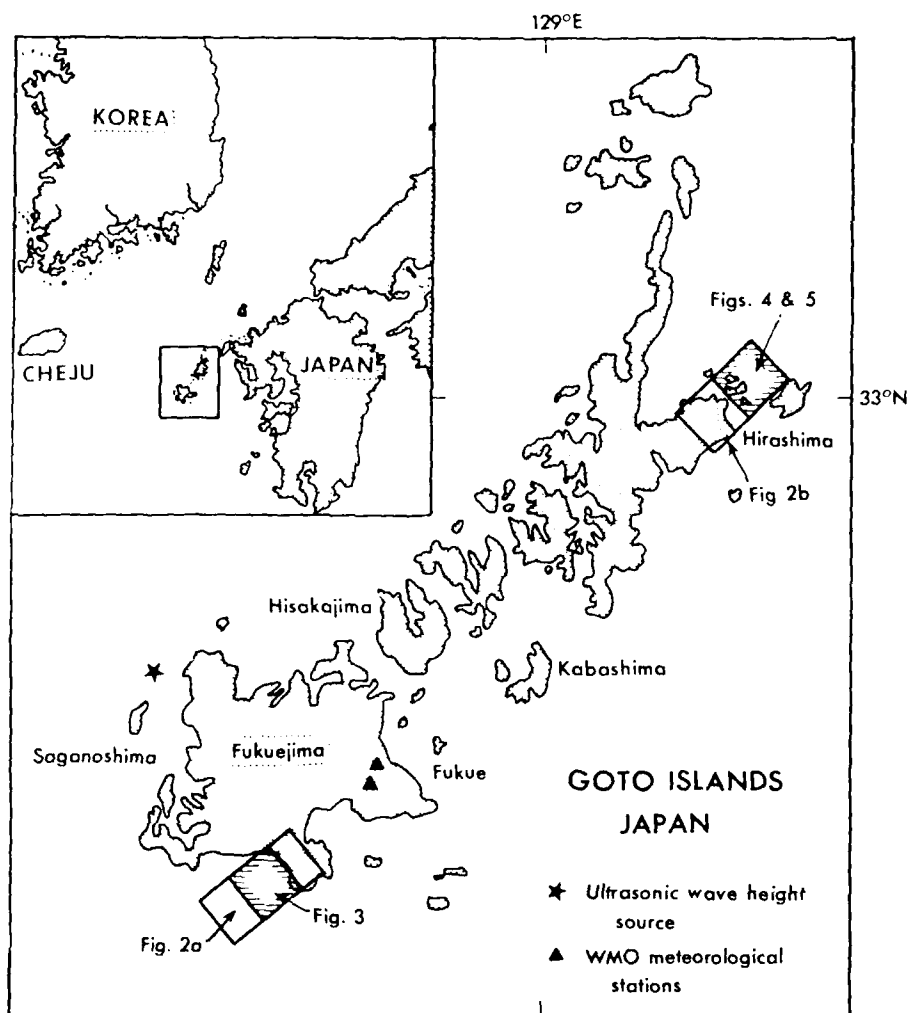 129°E
KOREA
CHEJU
JAPAN
Figs. 4 & 5
33°N
Hirashima
Fig 2b
Hisakajima
Kabashima
Saganoshima
Fukuejima
Fukue
GOTO ISLANDS
JAPAN
Fig. 3
Fig. 2a
★ Ultrasonic wave height
source
▲ WMO meteorological
stations